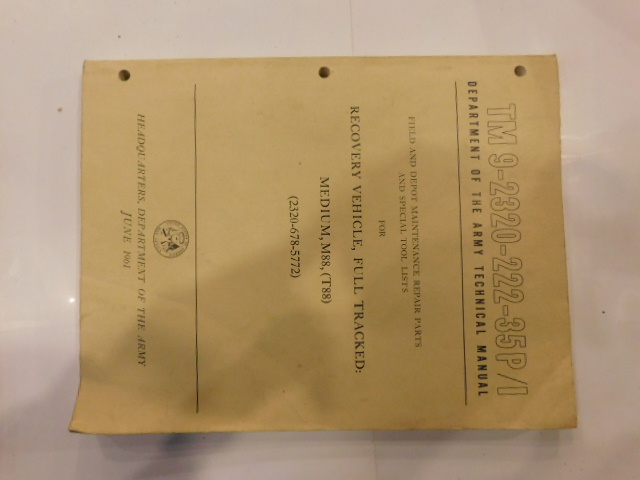 TM 9-2320-222-35P/1
DEPARTMENT OF THE ARMY TECHNICAL MANUAL
FIELD AND DEPOT MAINTENANCE REPAIR PARTS
AND SPECIAL TOOL LISTS
FOR
RECOVERY VEHICLE, FULL TRACKED:
MEDIUM, M88, (T88)
(2320-678-5772)
HEADQUARTERS, DEPARTMENT OF THE ARMY
JUNE 1961